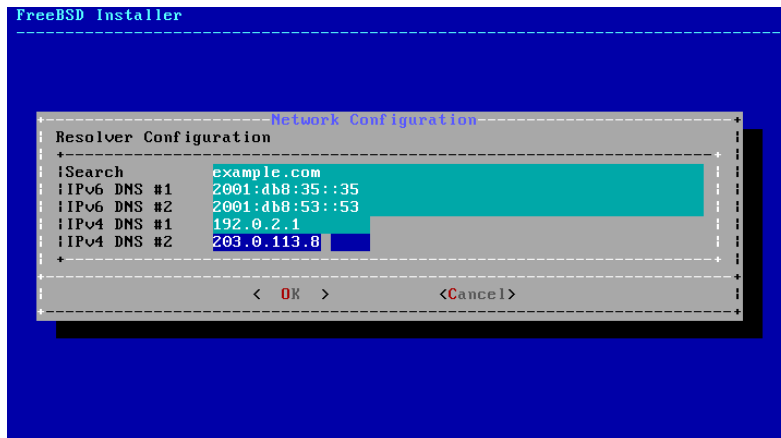 FreeBSD Installer
Network Configuration
Resolver Configuration
Search example.com
IPv6 DNS #1 2001:db8:35::35
IPv6 DNS #2 2001:db8:53::53
IPv4 DNS #1 192.0.2.1
IPv4 DNS #2 203.0.113.8
< OK > <Cancel>